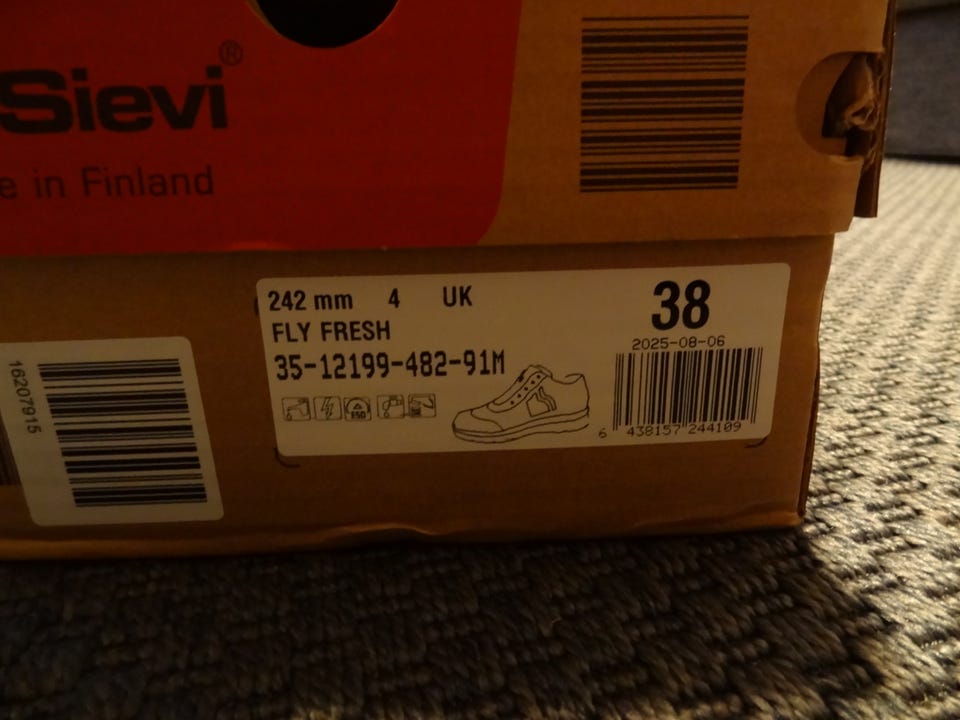 Sievi®
e in Finland
242 mm 4 UK
FLY FRESH
35-12199-482-91M
ESD
38
2025-08-06
6 438157 244109
16207915